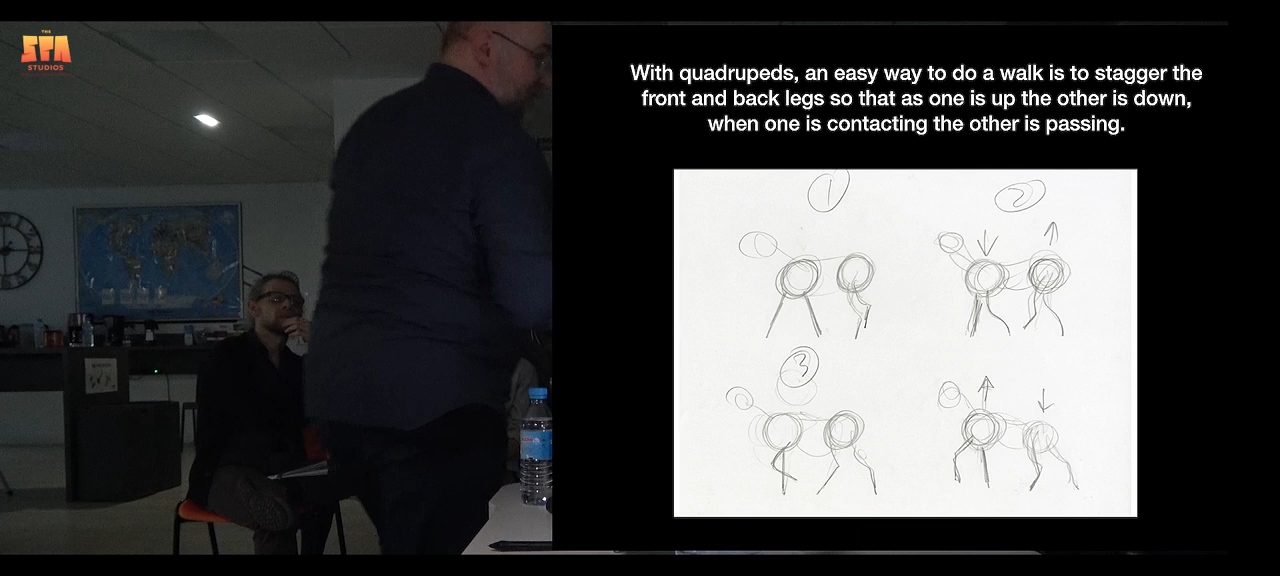 THE
SPA
STUDIOS
With quadrupeds, an easy way to do a walk is to stagger the
front and back legs so that as one is up the other is down,
when one is contacting the other is passing.
1
2
3